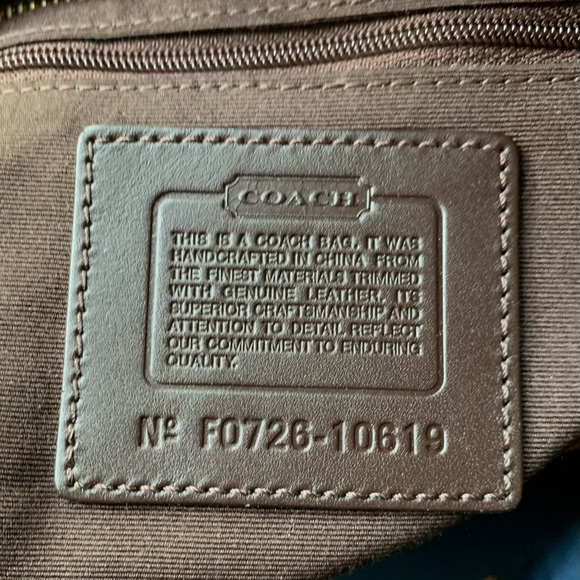 COACH
THIS IS A COACH BAG. IT WAS
HANDCRAFTED IN CHINA FROM
THE FINEST MATERIALS TRIMMED
WITH GENUINE LEATHER. ITS
SUPERIOR CRAFTSMANSHIP AND
ATTENTION TO DETAIL REFLECT
OUR COMMITMENT TO ENDURING
QUALITY.
Nº F0726-10619